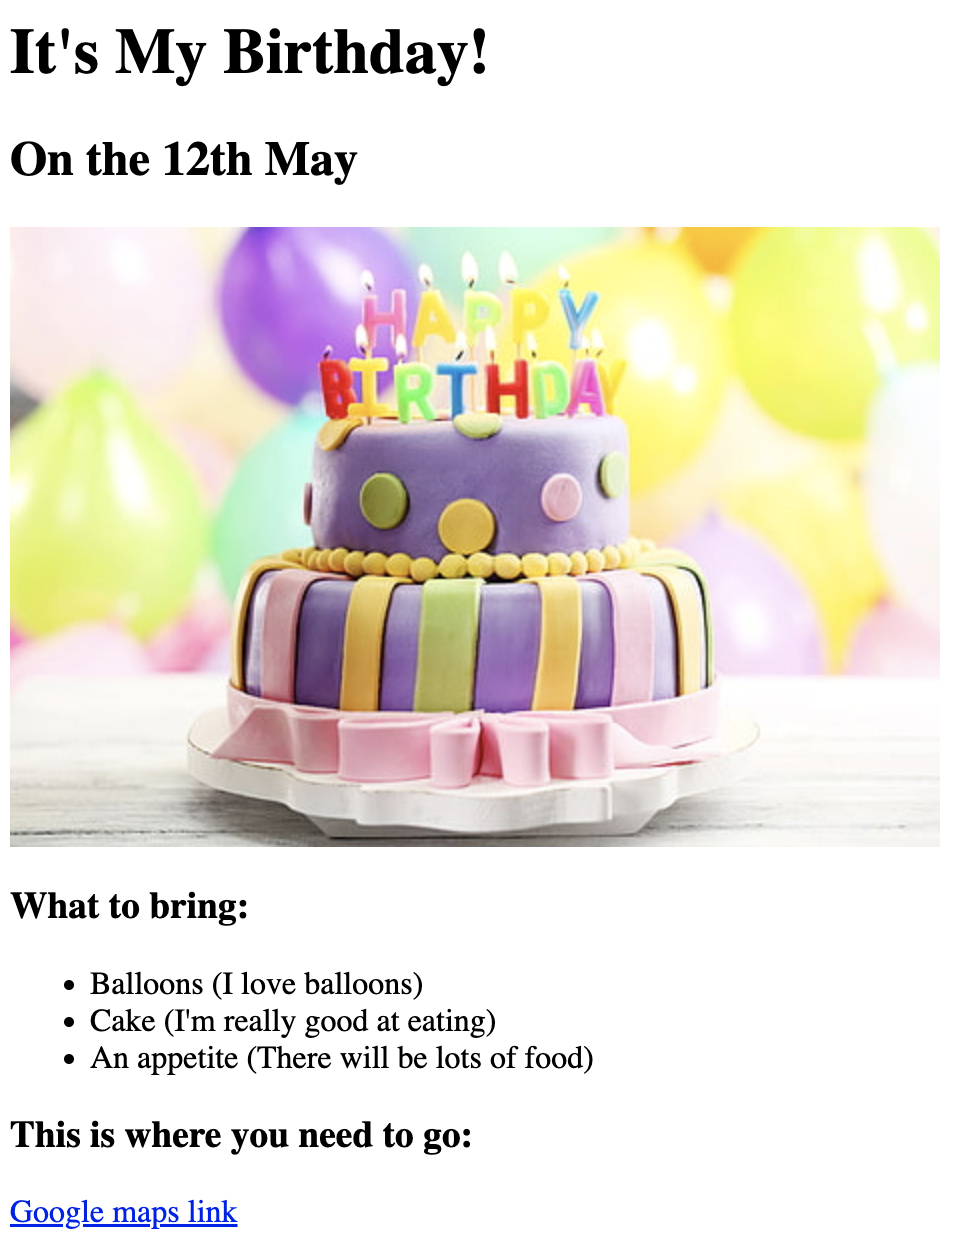 It's My Birthday!
On the 12th May
HAPPY
BIRTHDAY
What to bring:
Balloons (I love balloons)
Cake (I'm really good at eating)
An appetite (There will be lots of food)
This is where you need to go:
Google maps link